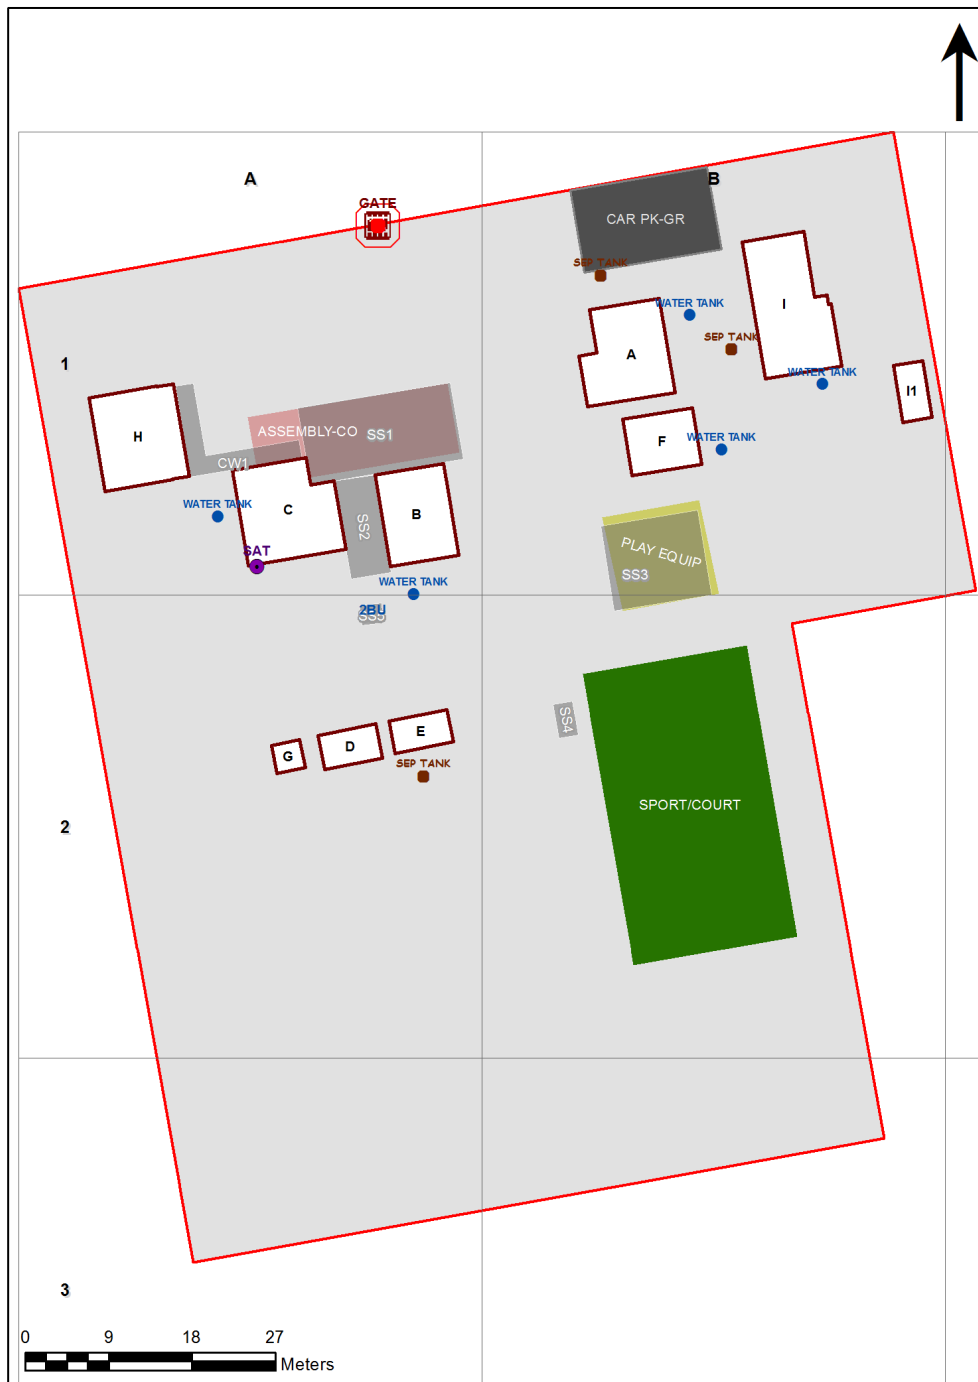 A
B
GATE
CAR PK-GR
SEP TANK
WATER TANK
I
SEP TANK
A
1
WATER TANK
I1
ASSEMBLY-CO
SS1
H
F
WATER TANK
CW1
WATER TANK
C
B
SS2
SAT
PLAY EQUIP
SS3
WATER TANK
2BU
SS4
E
D
G
SEP TANK
SPORT/COURT
2
3
0 9 18 27
Meters